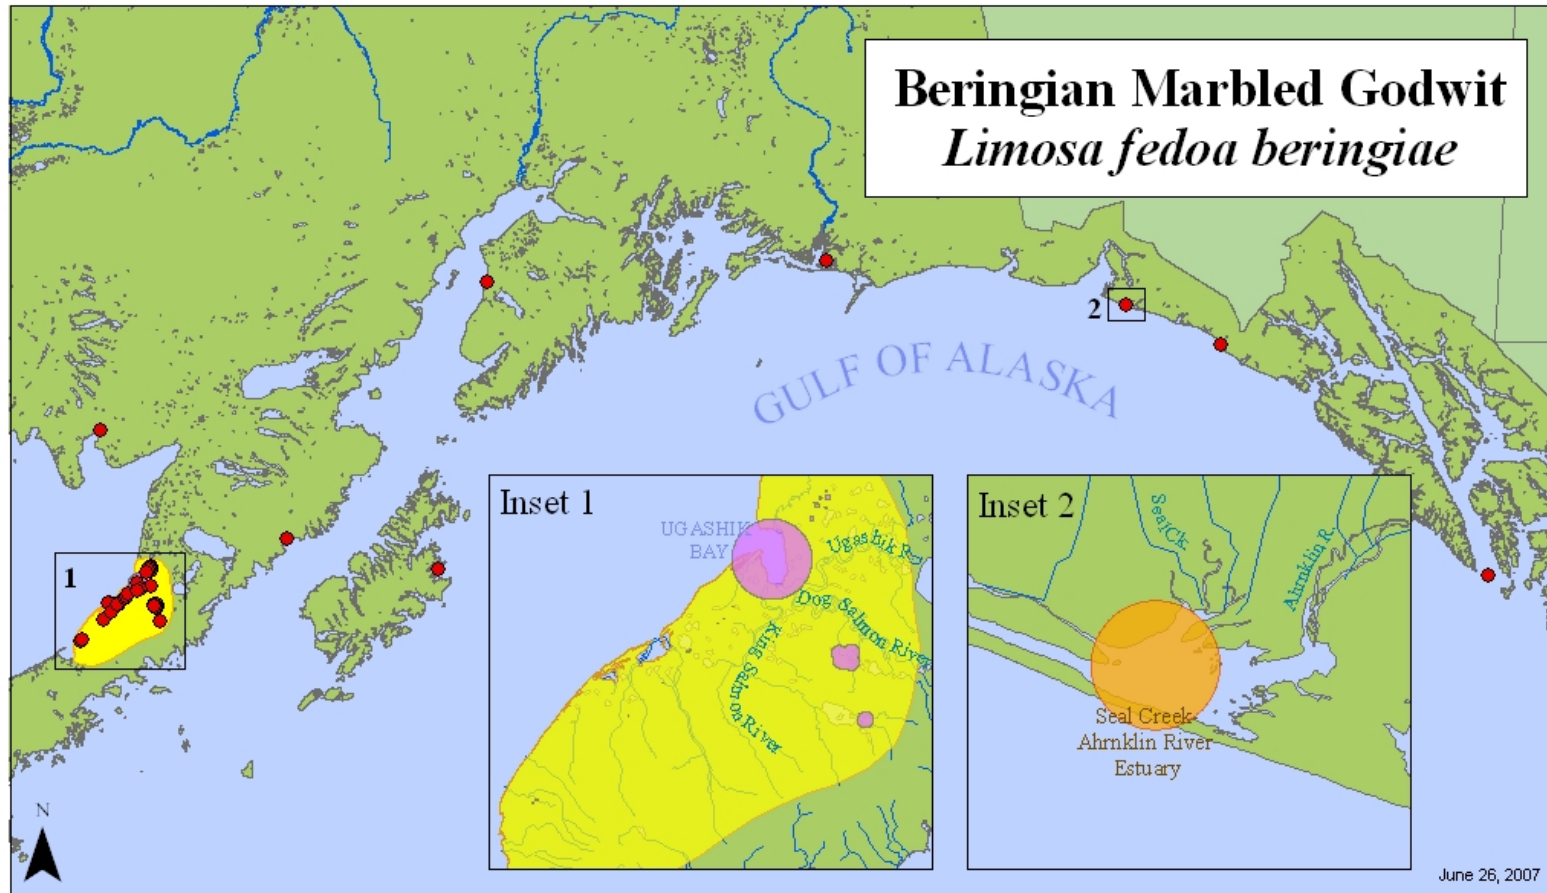 Beringian Marbled Godwit
Limosa fedoa beringiae
2
GULF OF ALASKA
1
Inset 1
UGASHIK
BAY
Ugashik R.
Dog Salmon River
King Salmon River
Inset 2
Seal Ck.
Ahrnklin R.
Seal Creek-
Ahrnklin River
Estuary
N
June 26, 2007